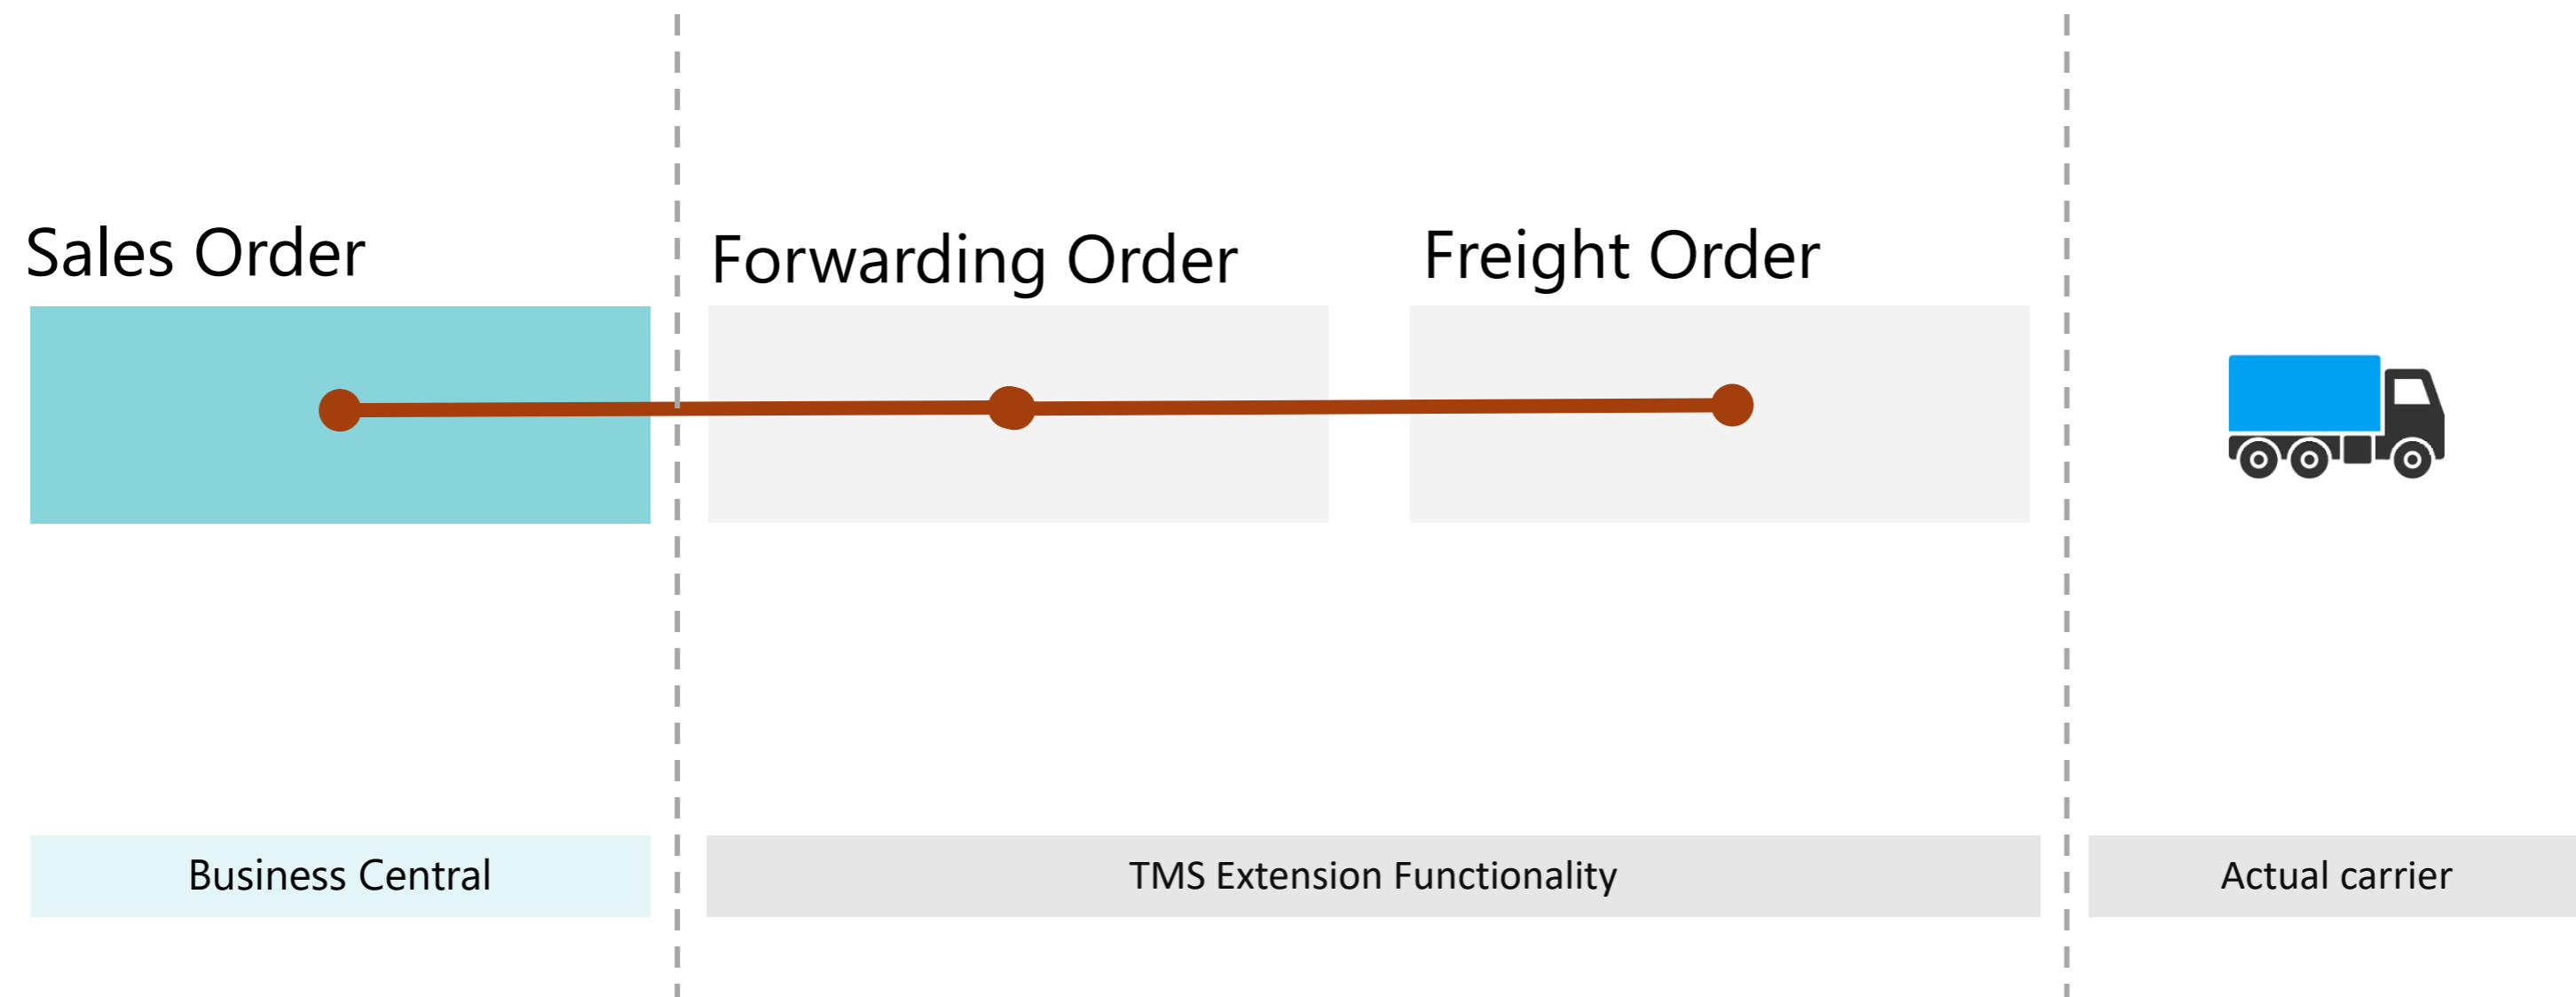 Sales Order
Forwarding Order
Freight Order
Business Central
TMS Extension Functionality
Actual carrier